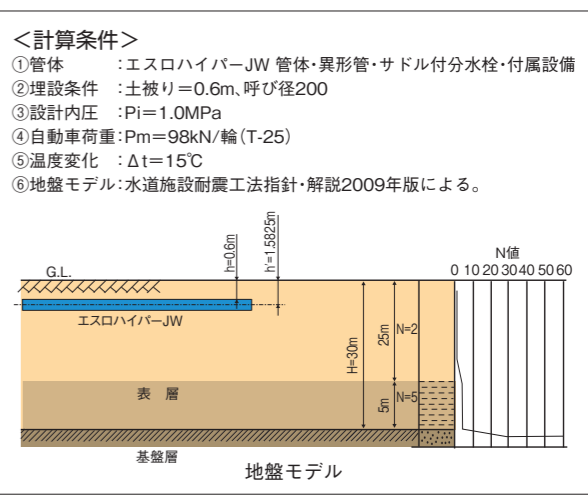 ＜計算条件＞
①管体　　：エスロハイパーJW 管体･異形管･サドル付分水栓･付属設備
②埋設条件　：土被り＝0.6m、呼び径200
③設計内圧　：Pi＝1.0MPa
④自動車荷重：Pm＝98kN/輪(T-25)
⑤温度変化　：Δt＝15℃
⑥地盤モデル：水道施設耐震工法指針･解説2009年版による。
G.L.
h=0.6m
h'=1.5825m
N値
0 10 20 30 40 50 60
エスロハイパーJW
H=30m
25m
N=2
表　層
5m
N=5
基盤層
地盤モデル